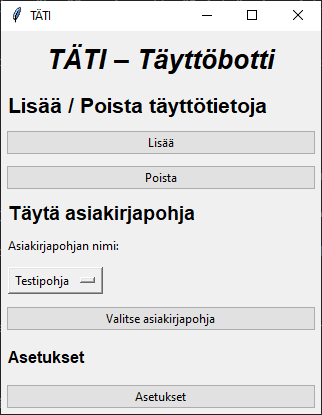 TÄTI
TÄTI – Täyttöbotti
Lisää / Poista täyttötietoja
Lisää
Poista
Täytä asiakirjapohja
Asiakirjapohjan nimi:
Testipohja
Valitse asiakirjapohja
Asetukset
Asetukset